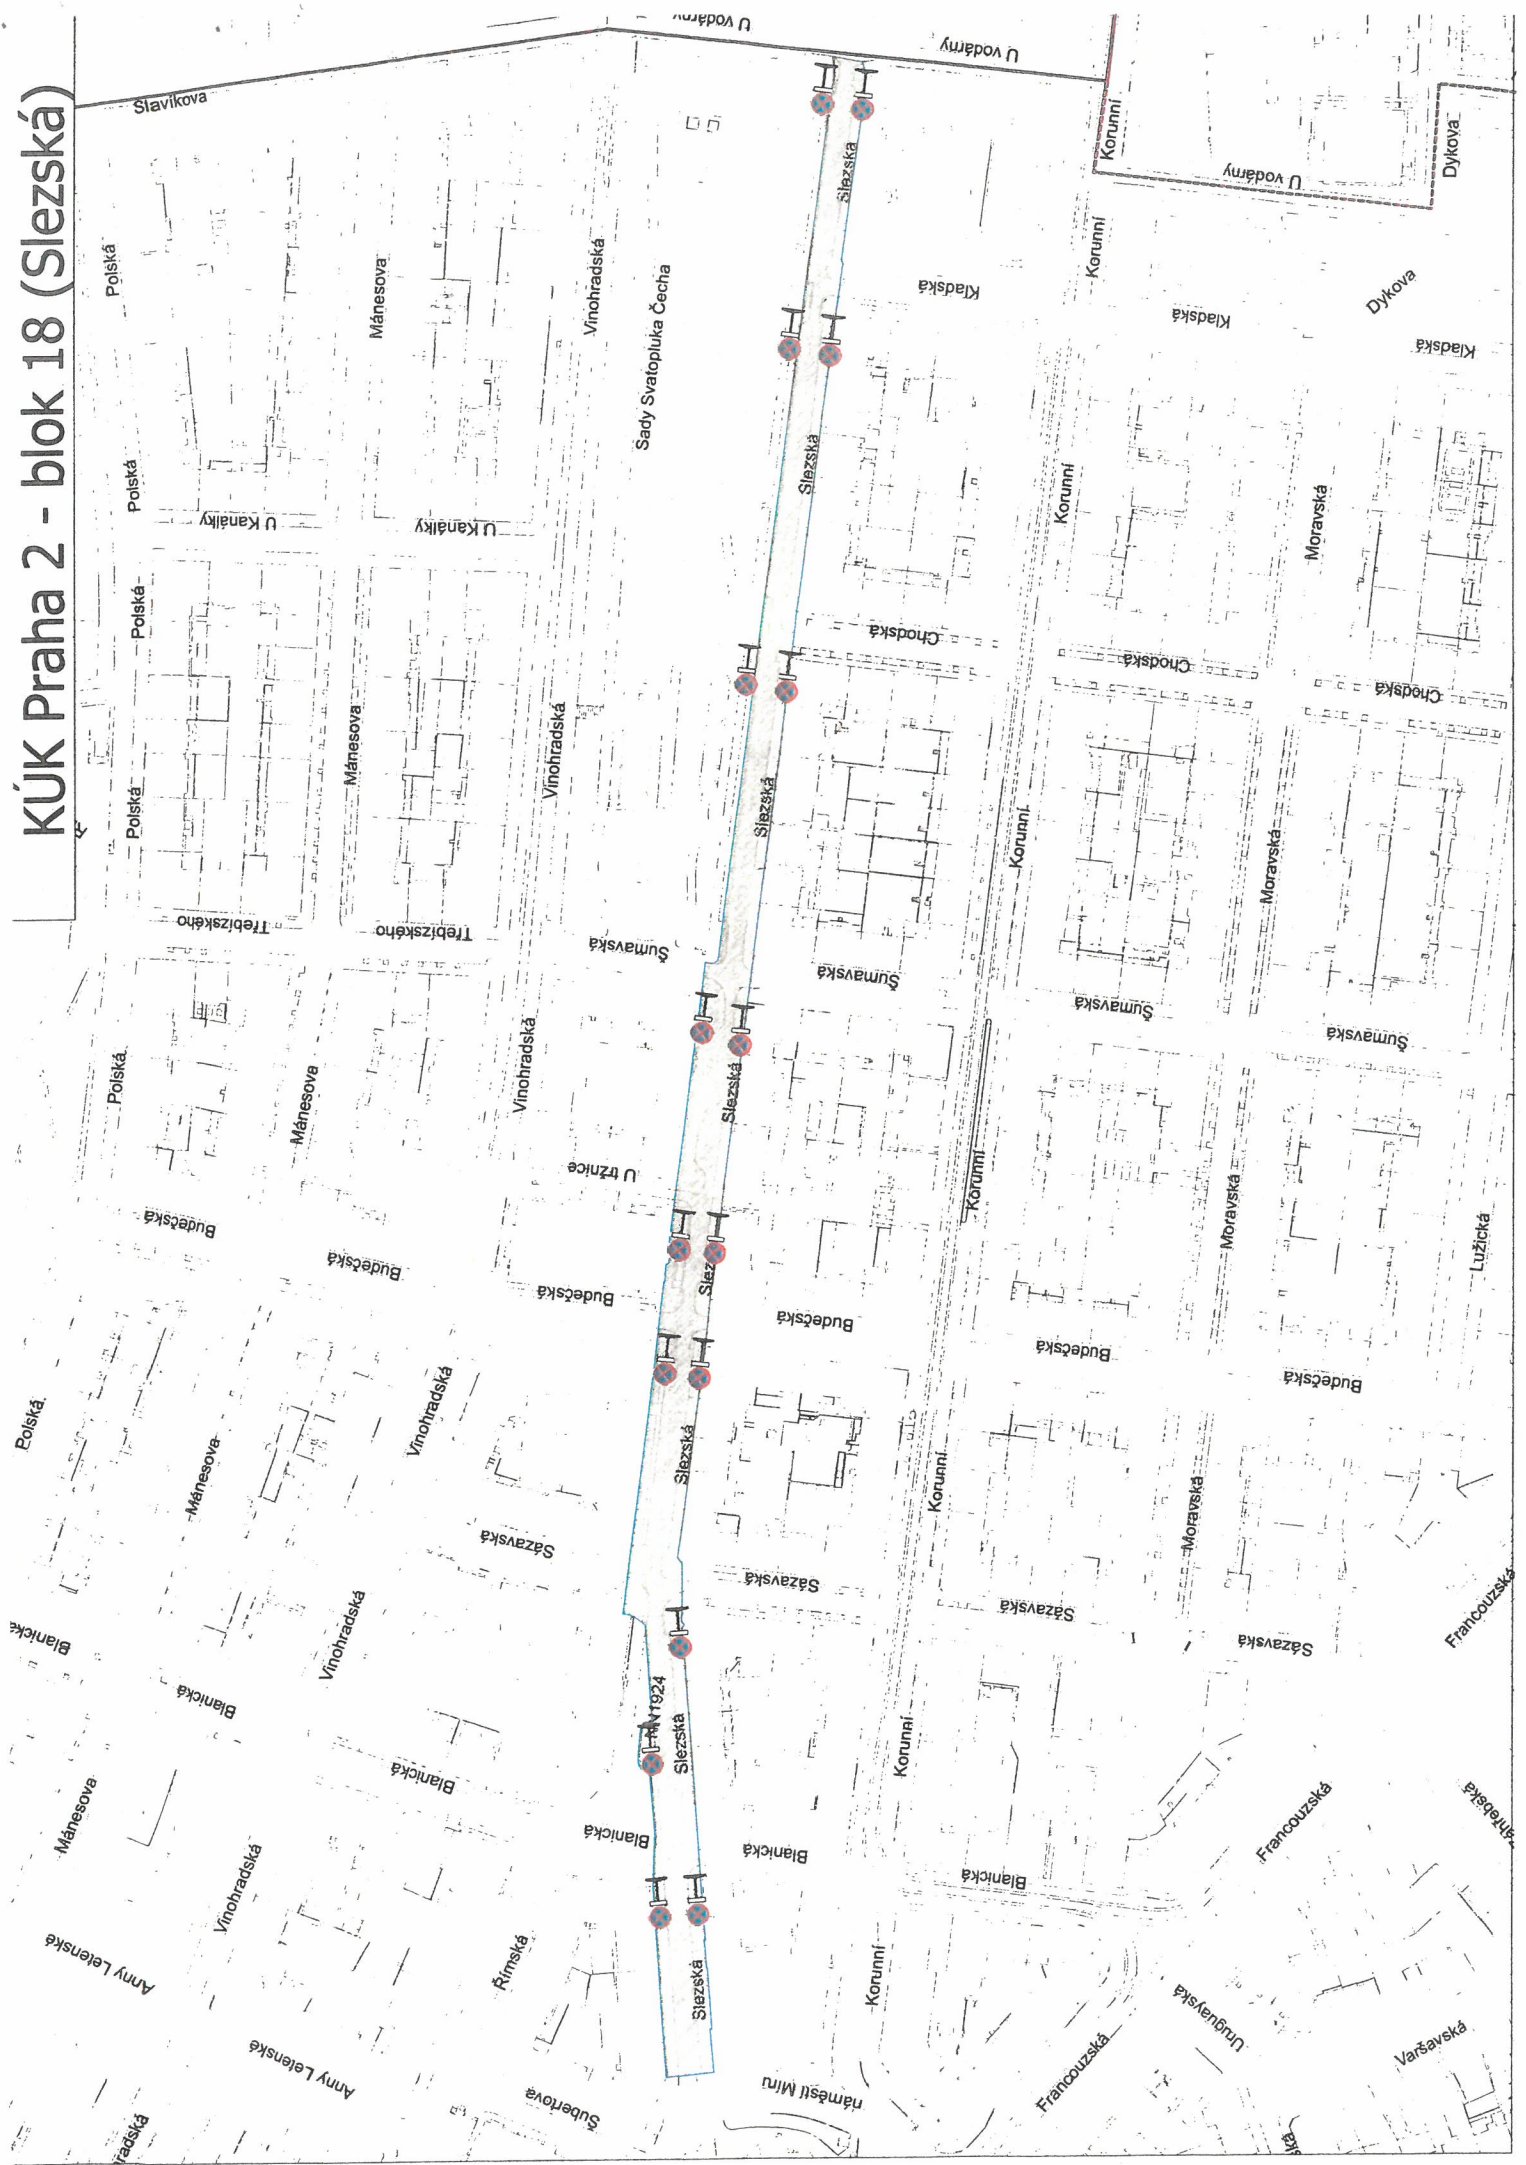 KÚK Praha 2 - blok 18 (Slezská)
Slavíkova
U vodárny
U vodárny
Polská
Mánesova
Vinohradská
Sady Svatopluka Čecha
Slezská
Korunní
U vodárny
Dykova
Kladská
Korunní
Kladská
Dykova
Kladská
Polská
U Kanálky
U Kanálky
Slezská
Korunní
Moravská
Polská
Mánesova
Vinohradská
Chodská
Chodská
Chodská
Polská
Slezská
Korunní
Moravská
Třebízského
Třebízského
Šumavská
Šumavská
Šumavská
Šumavská
Polská
Mánesova
Vinohradská
U tržnice
Slezská
Korunní
Moravská
Lužická
Budečská
Budečská
Budečská
Slez
Budečská
Budečská
Budečská
Polská
Mánesova
Vinohradská
Slezská
Korunní
Moravská
Sázavská
Sázavská
Sázavská
Sázavská
Francouzská
Blanická
Blanická
Vinohradská
NN1924
Slezská
Korunní
Mánesova
Blanická
Blanická
Blanická
Blanická
Francouzská
Vinohradská
Anny Letenské
Římská
Slezská
Korunní
Uruguayská
Anny Letenské
Šubertova
náměstí Míru
Francouzská
Varšavská
radská
ská